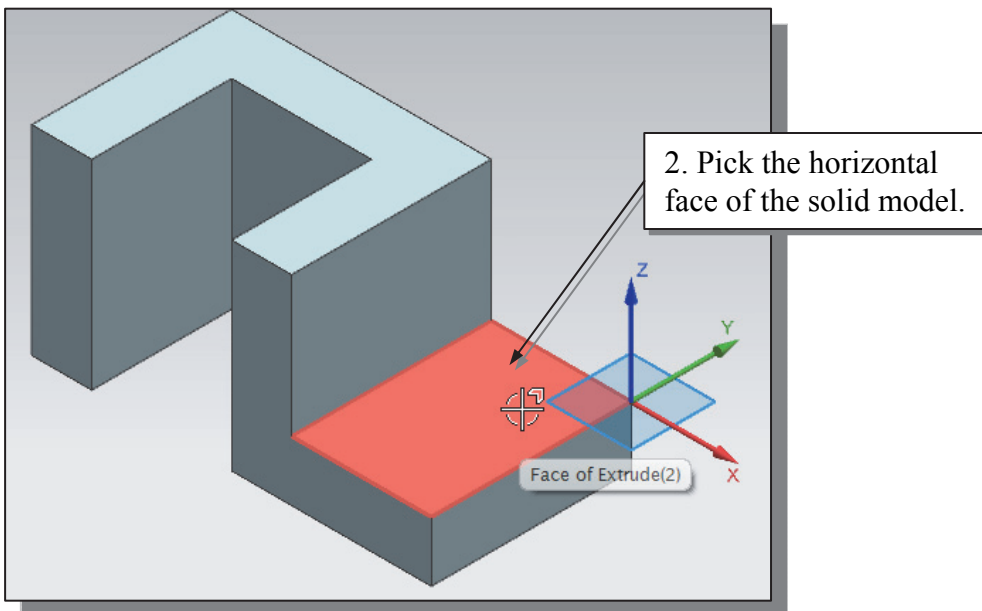 2. Pick the horizontal
face of the solid model.
Z
Y
X
Face of Extrude(2)